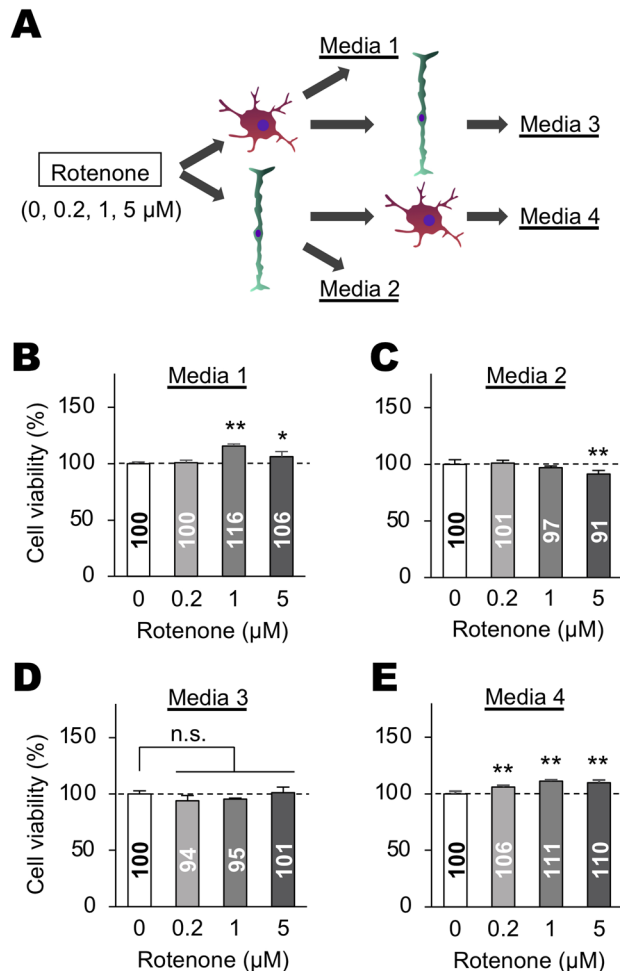 A
Media 1
Media 3
Rotenone
(0, 0.2, 1, 5 µM)
Media 4
Media 2
B
Media 1
Cell viability (%)
150
100
50
0
**
*
100
100
116
106
0 0.2 1 5
Rotenone (µM)
C
Media 2
150
100
50
0
**
100
101
97
91
0 0.2 1 5
Rotenone (µM)
D
Media 3
Cell viability (%)
150
100
50
0
n.s.
100
94
95
101
0 0.2 1 5
Rotenone (µM)
E
Media 4
150
100
50
0
** ** **
100
106
111
110
0 0.2 1 5
Rotenone (µM)